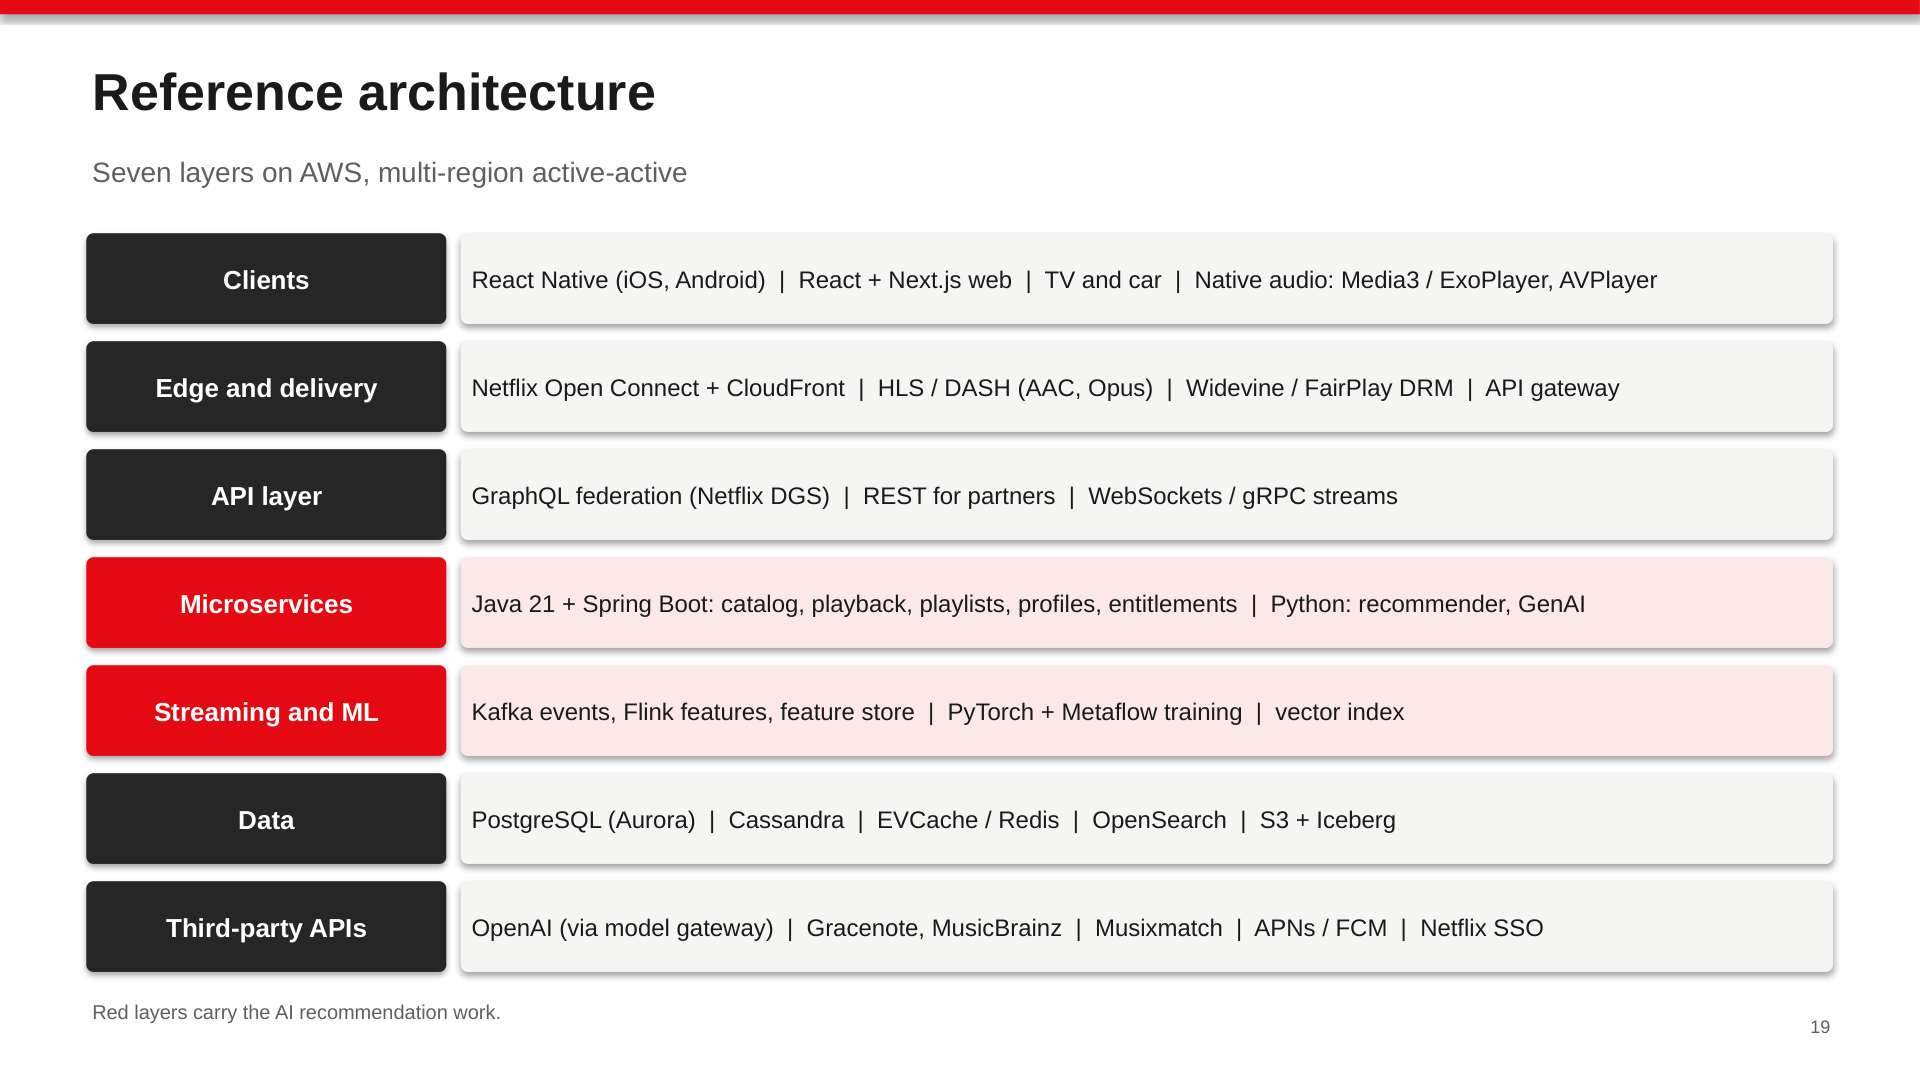 Reference architecture
Seven layers on AWS, multi-region active-active
Clients
React Native (iOS, Android) | React + Next.js web | TV and car | Native audio: Media3 / ExoPlayer, AVPlayer
Edge and delivery
Netflix Open Connect + CloudFront | HLS / DASH (AAC, Opus) | Widevine / FairPlay DRM | API gateway
API layer
GraphQL federation (Netflix DGS) | REST for partners | WebSockets / gRPC streams
Microservices
Java 21 + Spring Boot: catalog, playback, playlists, profiles, entitlements | Python: recommender, GenAI
Streaming and ML
Kafka events, Flink features, feature store | PyTorch + Metaflow training | vector index
Data
PostgreSQL (Aurora) | Cassandra | EVCache / Redis | OpenSearch | S3 + Iceberg
Third-party APIs
OpenAI (via model gateway) | Gracenote, MusicBrainz | Musixmatch | APNs / FCM | Netflix SSO
Red layers carry the AI recommendation work.
19